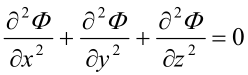 ∂²Φ/∂x² + ∂²Φ/∂y² + ∂²Φ/∂z² = 0